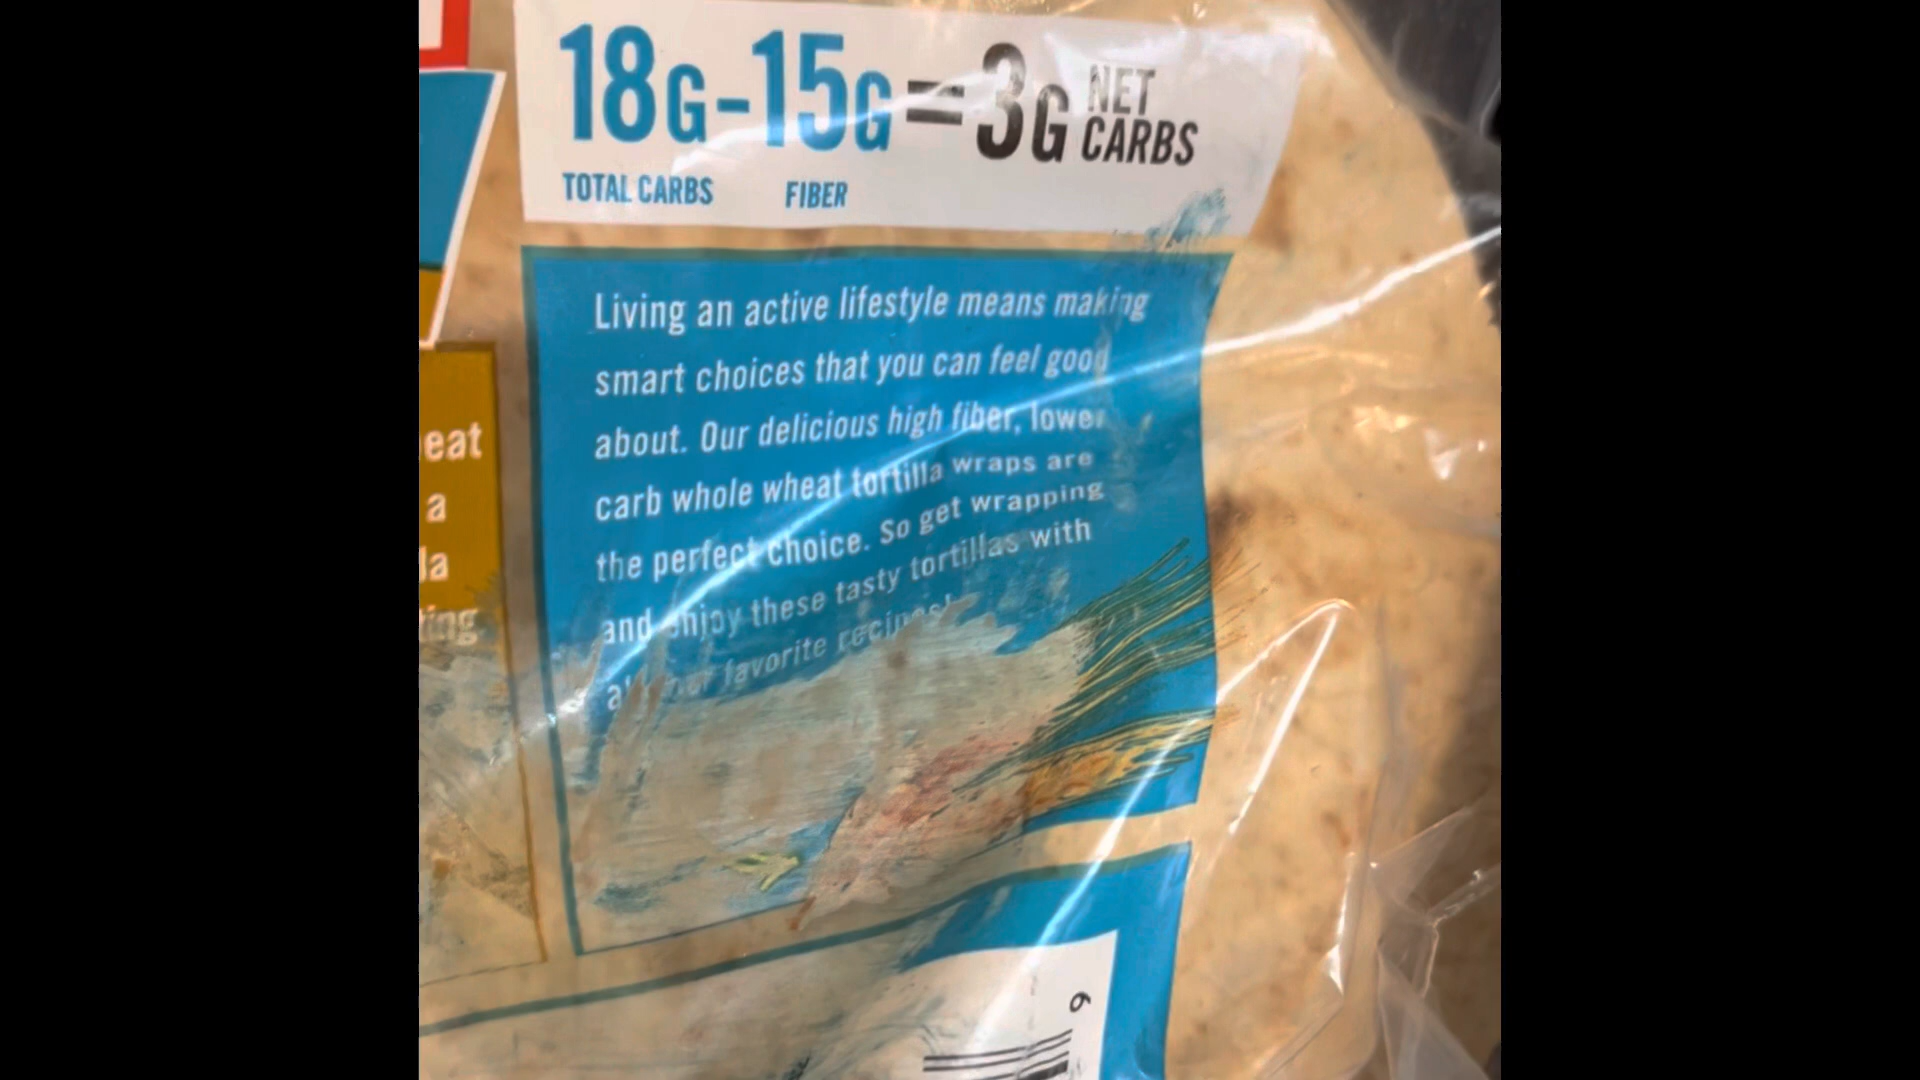 18G-15G=3G NET CARBS
TOTAL CARBS FIBER
Living an active lifestyle means making
smart choices that you can feel good
about. Our delicious high fiber, lower
carb whole wheat tortilla wraps are
the perfect choice. So get wrapping
and enjoy these tasty tortillas with
favorite recipes!
eat
a
la
ting
9